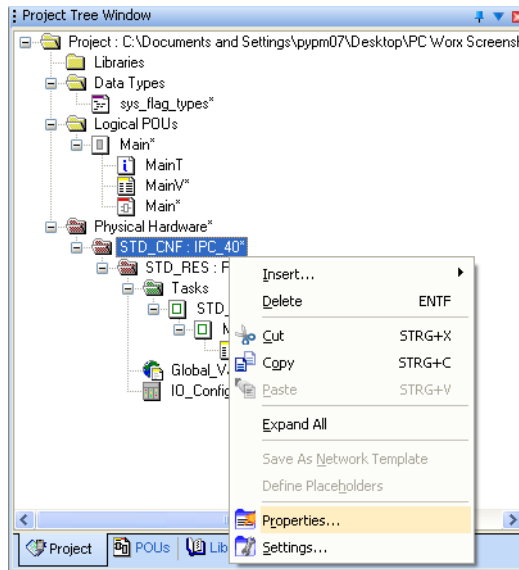 Project Tree Window
Project : C:\Documents and Settings\pypm07\Desktop\PC Worx Screensh
Libraries
Data Types
sys_flag_types*
Logical POUs
Main*
MainT
MainV*
Main*
Physical Hardware*
STD_CNF : IPC_40*
STD_RES : F
Tasks
STD_
Global_V
IO_Config
Insert...
Delete ENTF
Cut STRG+X
Copy STRG+C
Paste STRG+V
Expand All
Save As Network Template
Define Placeholders
Properties...
Settings...
Project POUs Lib